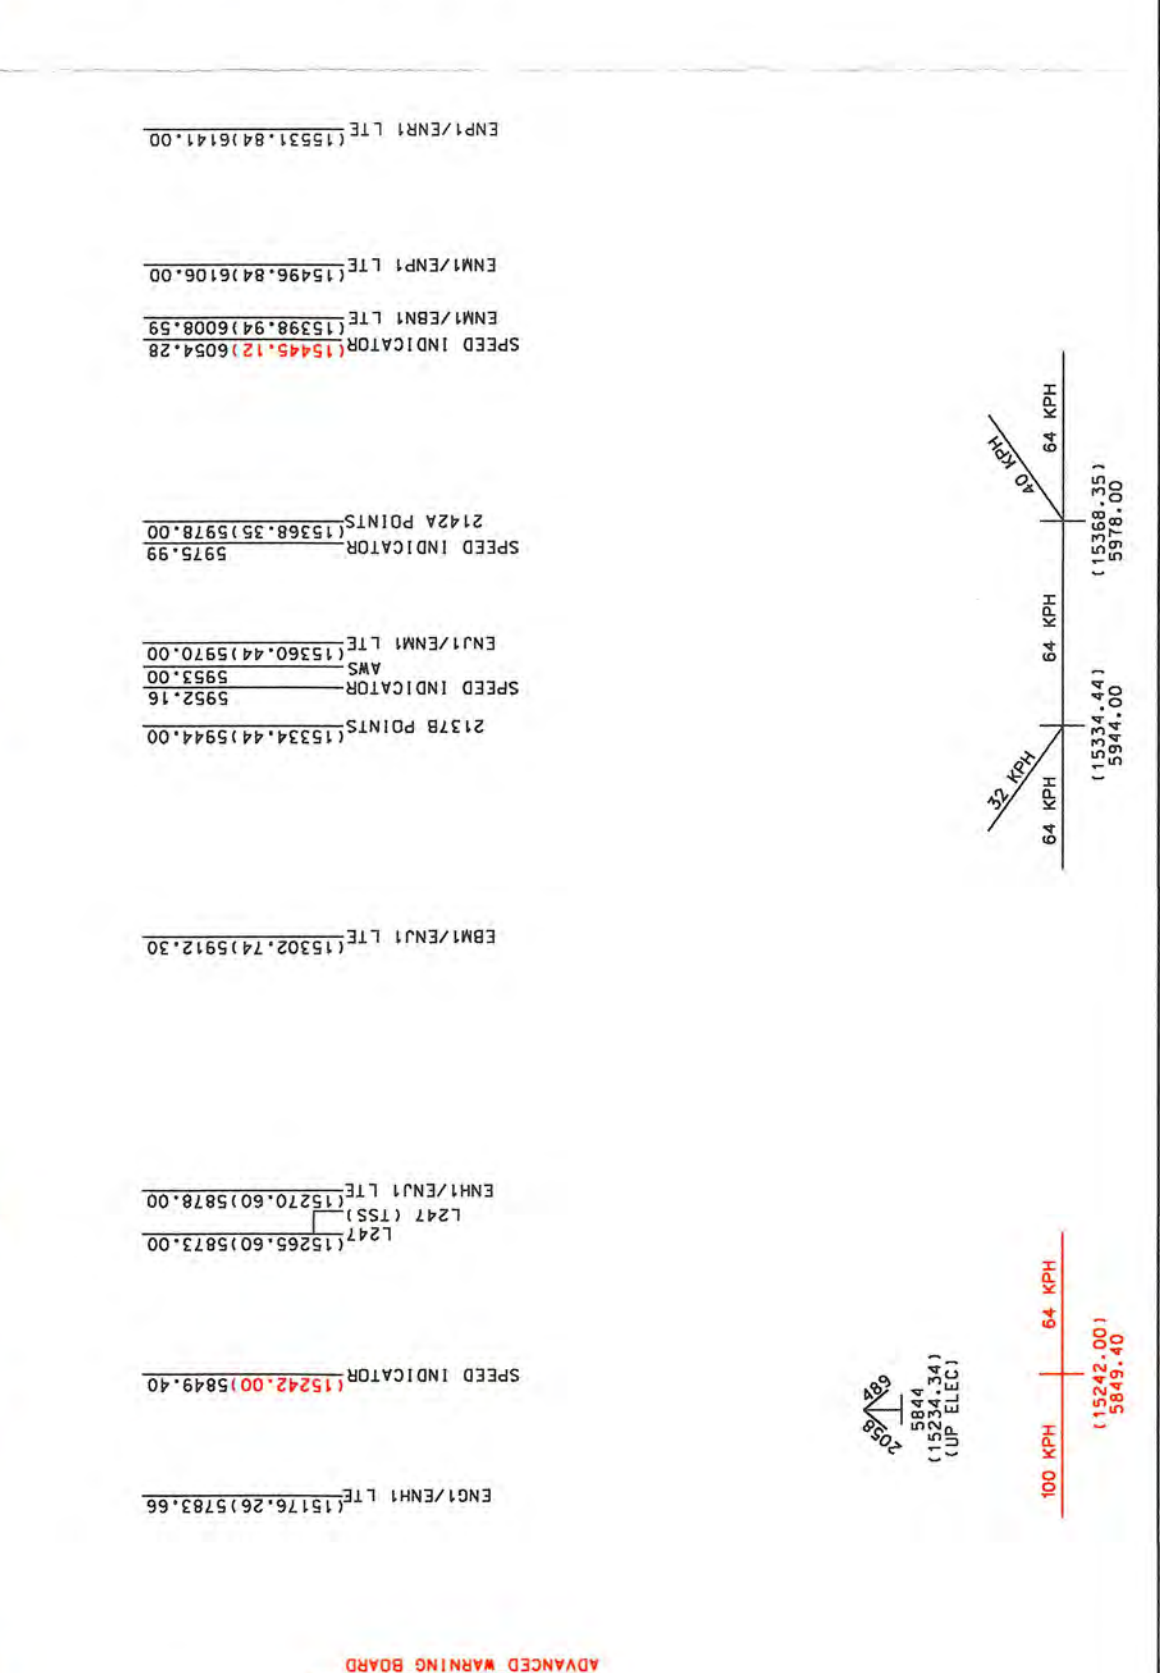 ENP1/ENR1 LTE (15531.84)6141.00
ENM1/ENP1 LTE (15496.84)6106.00
ENM1/EBN1 LTE (15398.94)6008.59
SPEED INDICATOR (15445.12)6054.28
2142A POINTS (15368.35)5978.00
SPEED INDICATOR 5975.99
ENJ1/ENM1 LTE (15360.44)5970.00
AWS 5953.00
SPEED INDICATOR 5952.16
2137B POINTS (15334.44)5944.00
EBM1/ENJ1 LTE (15302.74)5912.30
ENH1/ENJ1 LTE (15270.60)5878.00
L247 (TSS)
L247 (15265.60)5873.00
SPEED INDICATOR (15242.00)5849.40
ENG1/ENH1 LTE (15176.26)5783.66
ADVANCED WARNING BOARD
64 KPH
40 KPH
(15368.35)
5978.00
64 KPH
(15334.44)
5944.00
32 KPH
64 KPH
489
2058
5844
(15234.34)
(UP ELEC)
64 KPH
(15242.00)
5849.40
100 KPH